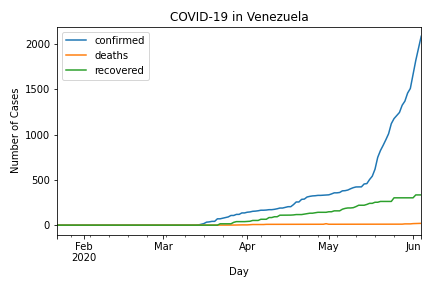 COVID-19 in Venezuela
confirmed
deaths
recovered
Number of Cases
2000
1500
1000
500
0
Feb
2020
Mar
Apr
May
Jun
Day